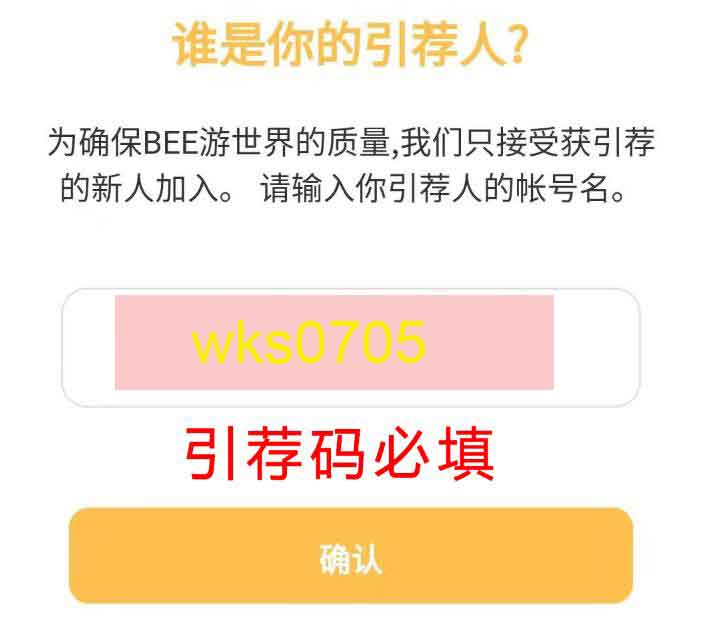 谁是你的引荐人?
为确保BEE游世界的质量,我们只接受获引荐
的新人加入。 请输入你引荐人的帐号名。
wks0705
引荐码必填
确认